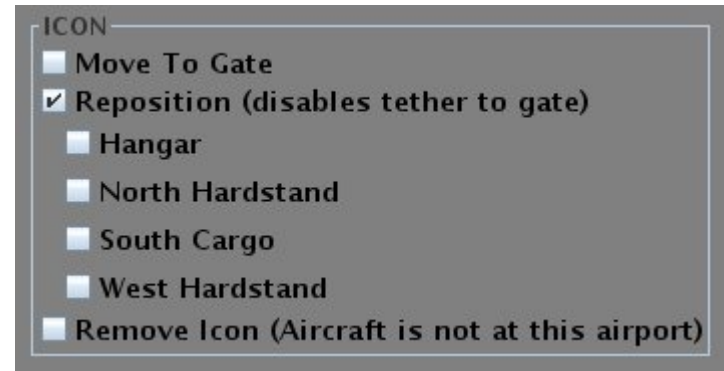 ICON
Move To Gate
Reposition (disables tether to gate)
Hangar
North Hardstand
South Cargo
West Hardstand
Remove Icon (Aircraft is not at this airport)